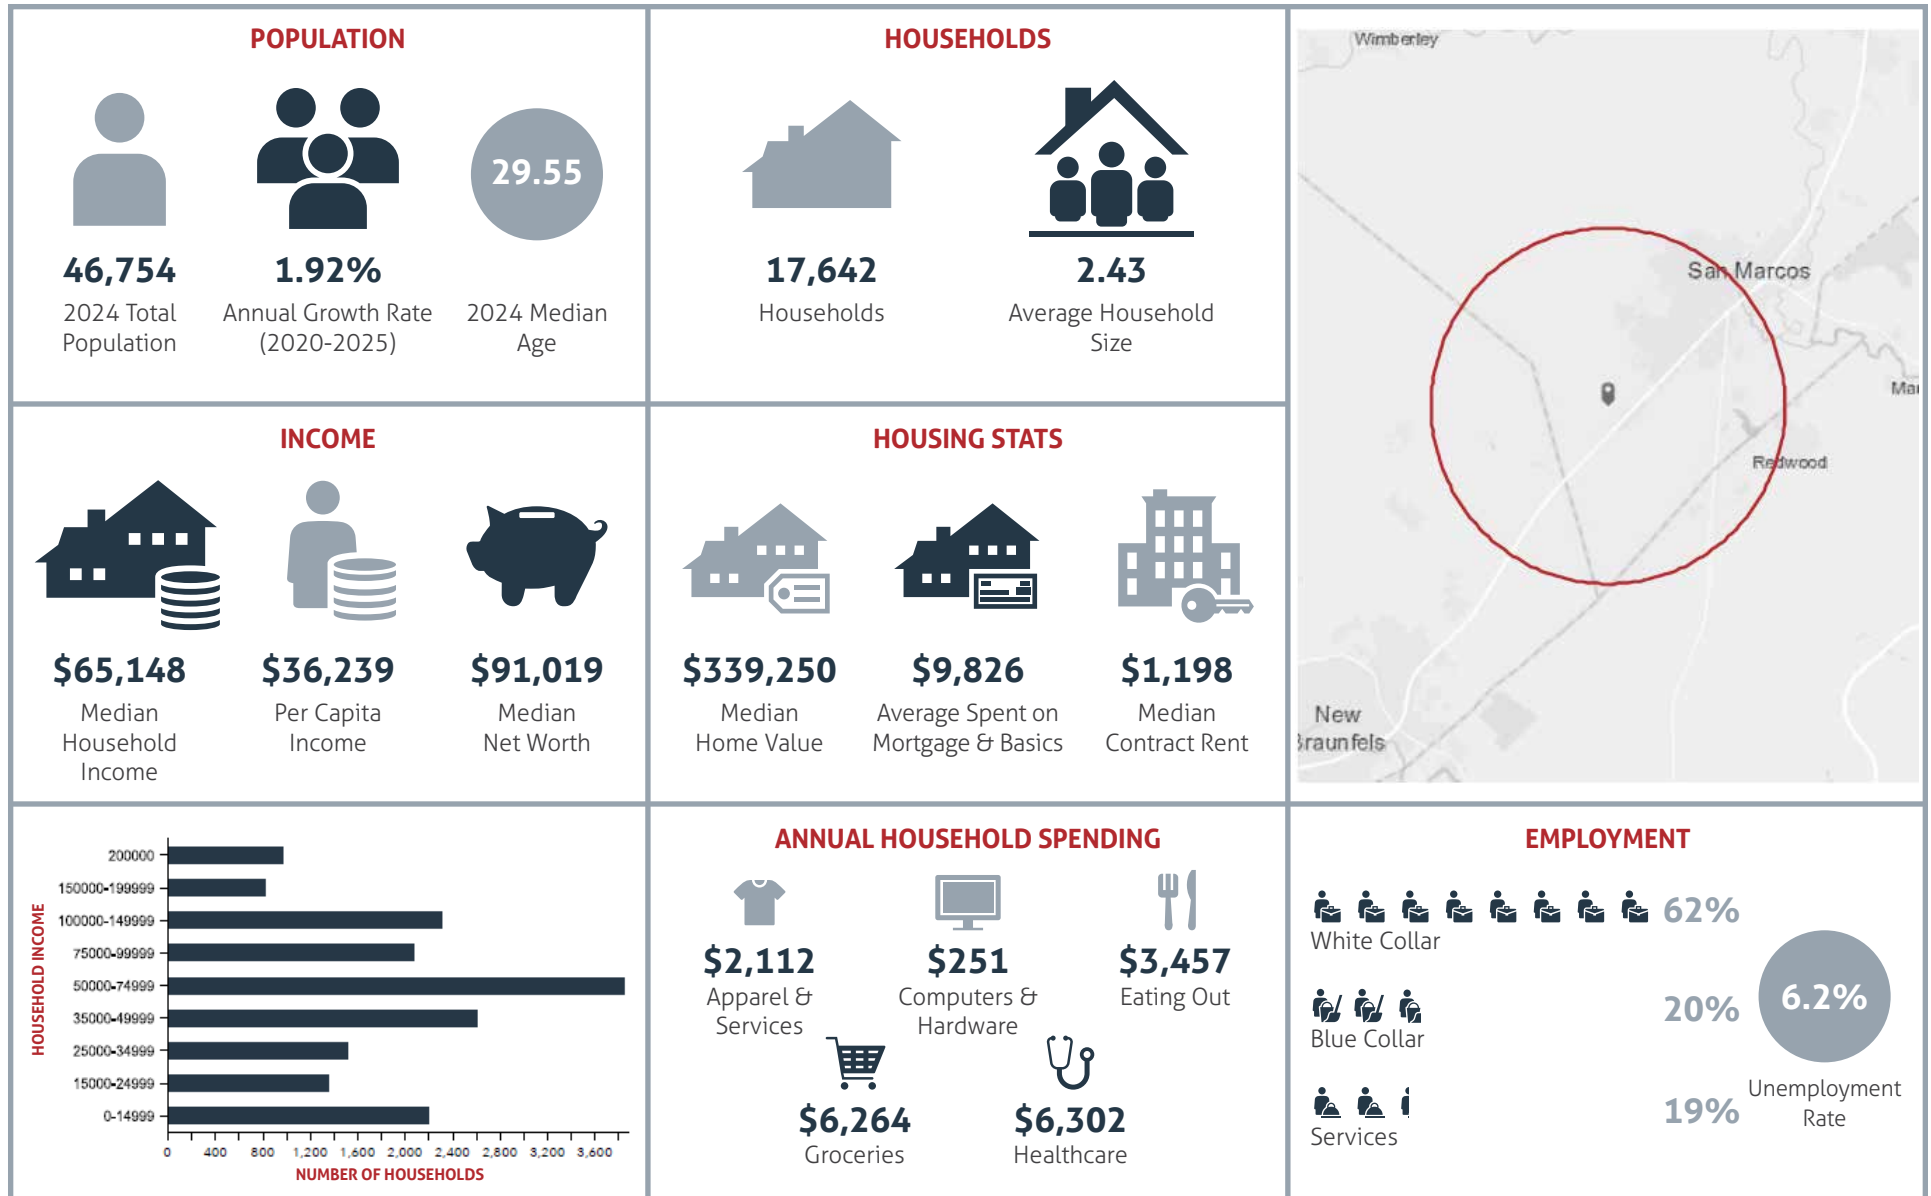 POPULATION
29.55
46,754
2024 Total
Population
1.92%
Annual Growth Rate
(2020-2025)
2024 Median
Age
HOUSEHOLDS
17,642
Households
2.43
Average Household
Size
Wimberley
San Marcos
Redwood
New
INCOME
$65,148
Median
Household
Income
$36,239
Per Capita
Income
$91,019
Median
Net Worth
HOUSING STATS
$339,250
Median
Home Value
$9,826
Average Spent on
Mortgage & Basics
$1,198
Median
Contract Rent
HOUSEHOLD INCOME
200000
150000-199999
100000-149999
75000-99999
50000-74999
35000-49999
25000-34999
15000-24999
0-14999
0 400 800 1,200 1,600 2,000 2,400 2,800 3,200 3,600
NUMBER OF HOUSEHOLDS
ANNUAL HOUSEHOLD SPENDING
$2,112
Apparel &
Services
$251
Computers &
Hardware
$3,457
Eating Out
$6,264
Groceries
$6,302
Healthcare
EMPLOYMENT
62%
White Collar
20%
Blue Collar
19%
Services
6.2%
Unemployment
Rate